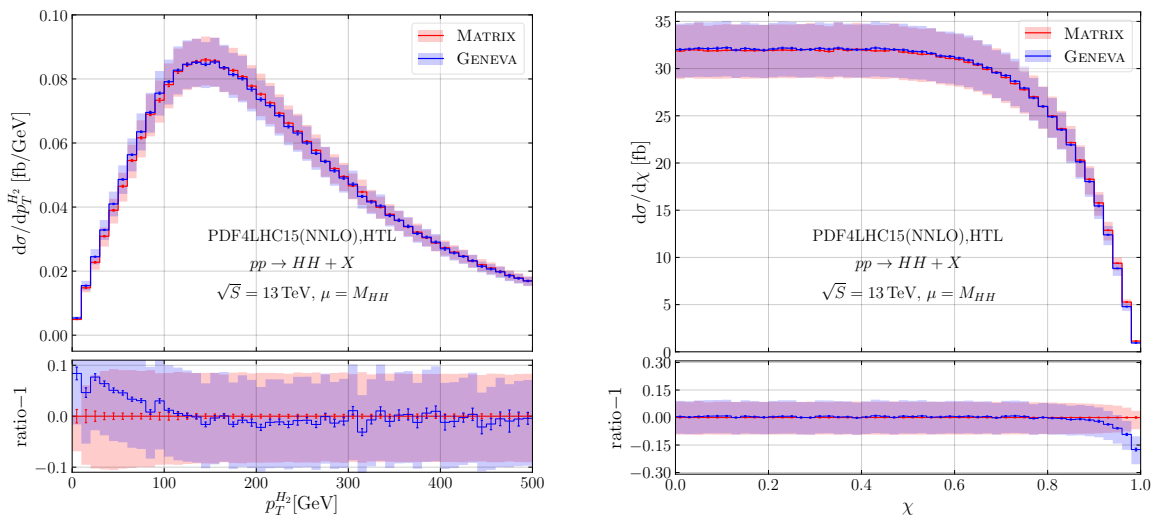 0.10
0.08
0.06
0.04
0.02
0.00
dσ/dp_T^{H_2} [fb/GeV]
MATRIX
GENEVA
PDF4LHC15(NNLO),HTL
pp → HH + X
√S = 13 TeV, μ = M_{HH}
0.1
0.0
−0.1
ratio−1
0
100
200
300
400
500
p_T^{H_2}[GeV]
35
30
25
20
15
10
5
0
dσ/dχ [fb]
MATRIX
GENEVA
PDF4LHC15(NNLO),HTL
pp → HH + X
√S = 13 TeV, μ = M_{HH}
0.30
0.15
0.00
−0.15
−0.30
ratio−1
0.0
0.2
0.4
0.6
0.8
1.0
χ